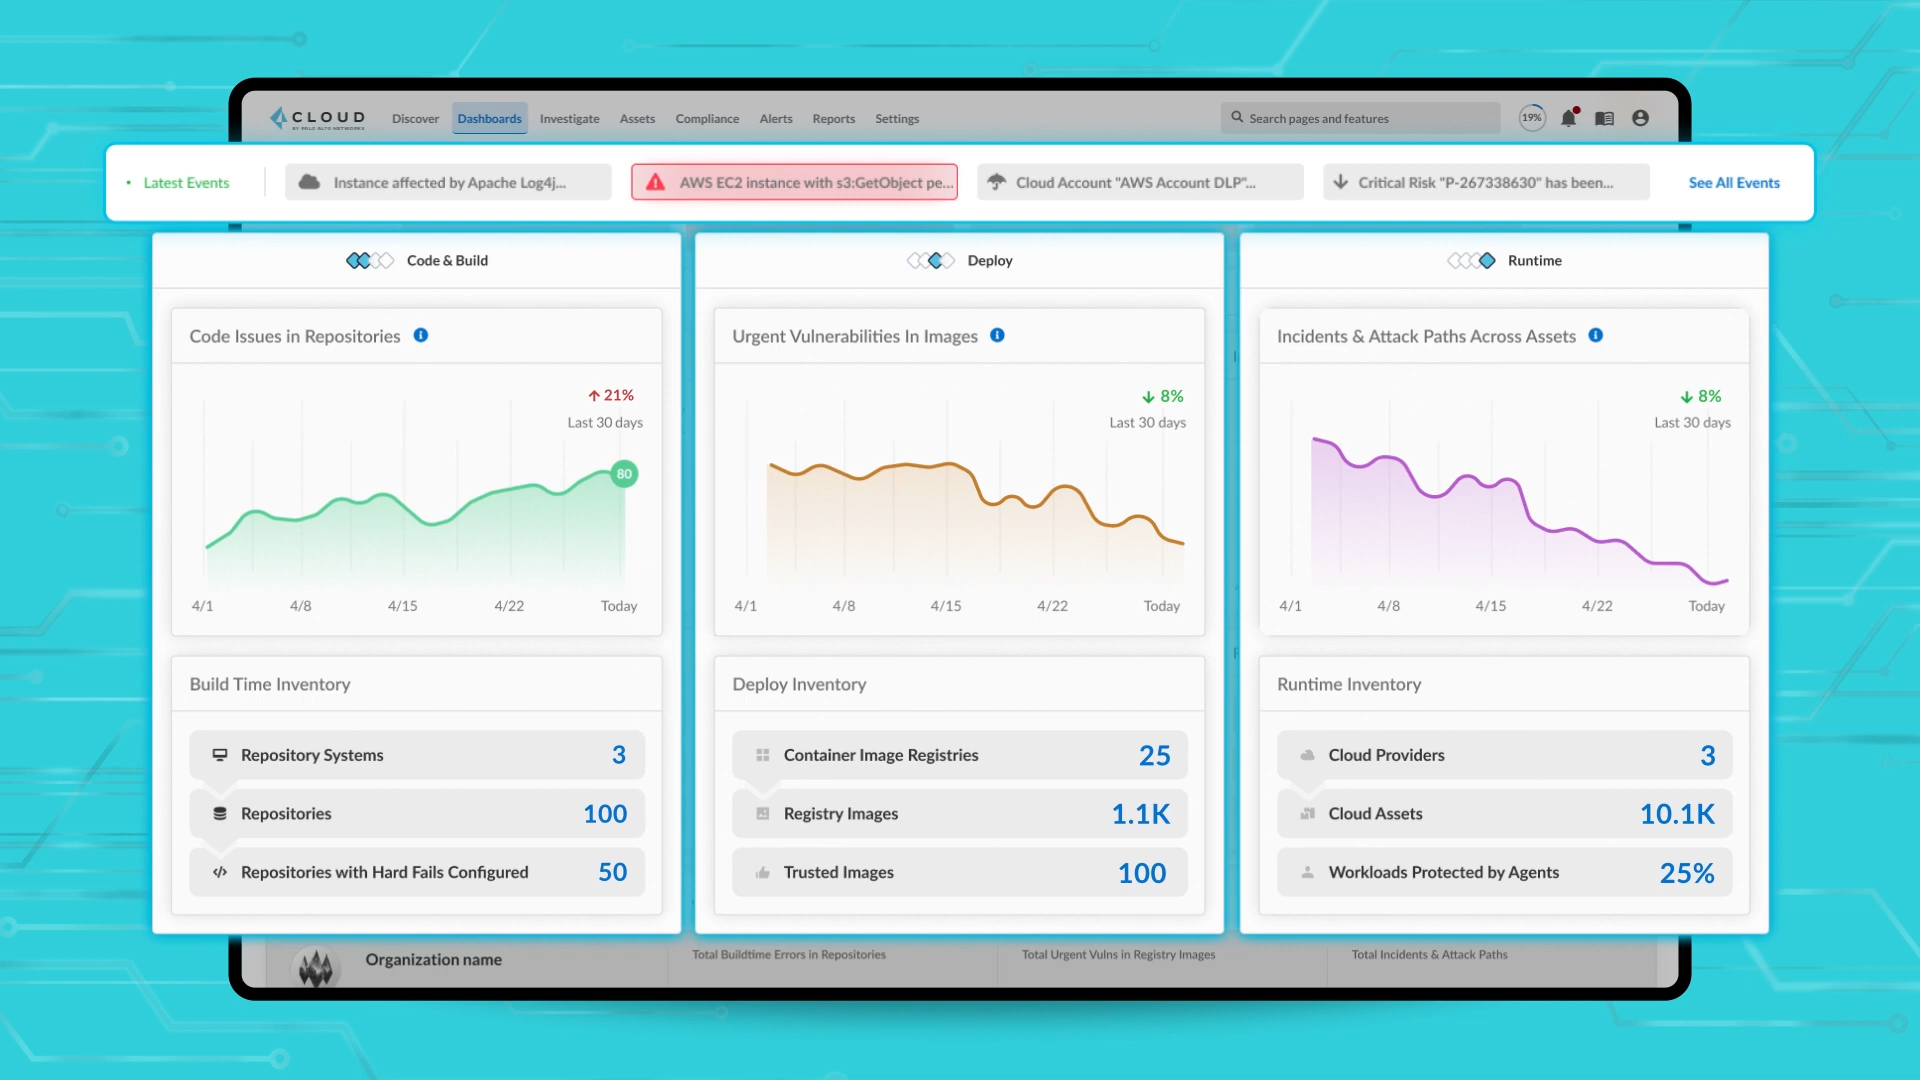 CLOUD
BY PALO ALTO NETWORKS
Discover
Dashboards
Investigate
Assets
Compliance
Alerts
Reports
Settings
Search pages and features
19%
Latest Events
Instance affected by Apache Log4j...
AWS EC2 instance with s3:GetObject pe...
Cloud Account "AWS Account DLP"...
Critical Risk "P-267338630" has been...
See All Events
Code & Build
Code Issues in Repositories
21%
Last 30 days
80
4/1 4/8 4/15 4/22 Today
Build Time Inventory
Repository Systems 3
Repositories 100
Repositories with Hard Fails Configured 50
Deploy
Urgent Vulnerabilities In Images
8%
Last 30 days
4/1 4/8 4/15 4/22 Today
Deploy Inventory
Container Image Registries 25
Registry Images 1.1K
Trusted Images 100
Runtime
Incidents & Attack Paths Across Assets
8%
Last 30 days
4/1 4/8 4/15 4/22 Today
Runtime Inventory
Cloud Providers 3
Cloud Assets 10.1K
Workloads Protected by Agents 25%
Organization name
Total Buildtime Errors in Repositories
Total Urgent Vulns in Registry Images
Total Incidents & Attack Paths